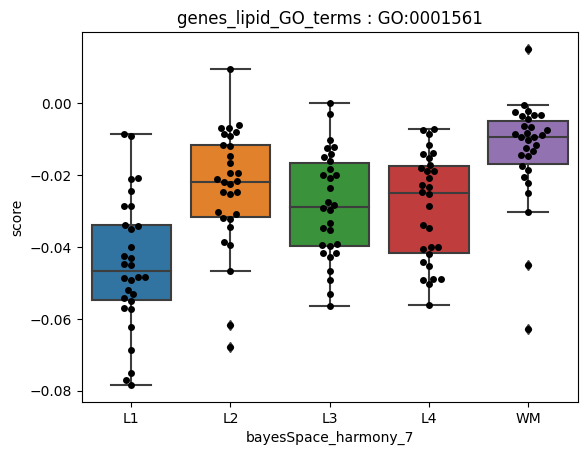 genes_lipid_GO_terms : GO:0001561
0.00
−0.02
−0.04
−0.06
−0.08
score
L1 L2 L3 L4 WM
bayesSpace_harmony_7